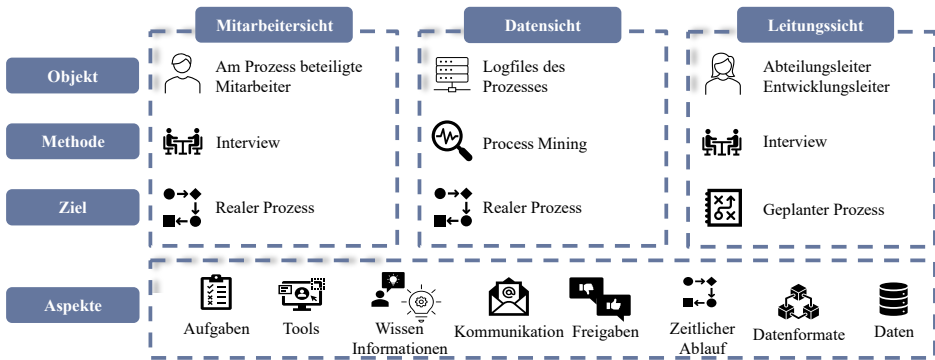 Mitarbeitersicht
Datensicht
Leitungssicht
Objekt
Am Prozess beteiligte
Mitarbeiter
Logfiles des
Prozesses
Abteilungsleiter
Entwicklungsleiter
Methode
Interview
Process Mining
Interview
Ziel
Realer Prozess
Realer Prozess
Geplanter Prozess
Aspekte
Aufgaben
Tools
Wissen
Informationen
Kommunikation
Freigaben
Zeitlicher
Ablauf
Datenformate
Daten